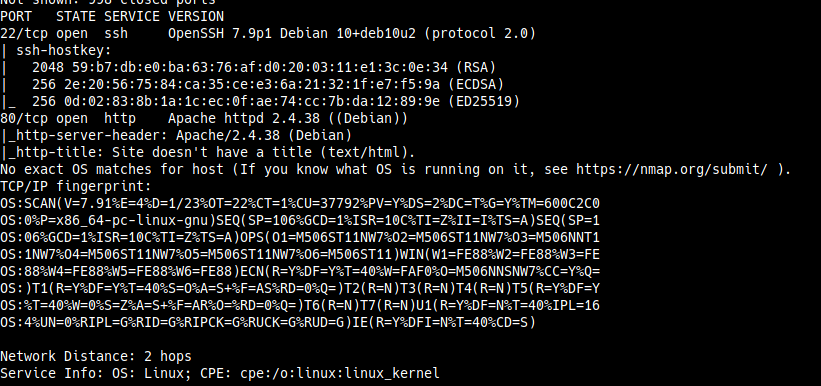 Not shown: 998 closed ports
PORT   STATE SERVICE VERSION
22/tcp open  ssh     OpenSSH 7.9p1 Debian 10+deb10u2 (protocol 2.0)
| ssh-hostkey:
|   2048 59:b7:db:e0:ba:63:76:af:d0:20:03:11:e1:3c:0e:34 (RSA)
|   256 2e:20:56:75:84:ca:35:ce:e3:6a:21:32:1f:e7:f5:9a (ECDSA)
|_  256 0d:02:83:8b:1a:1c:ec:0f:ae:74:cc:7b:da:12:89:9e (ED25519)
80/tcp open  http    Apache httpd 2.4.38 ((Debian))
|_http-server-header: Apache/2.4.38 (Debian)
|_http-title: Site doesn't have a title (text/html).
No exact OS matches for host (If you know what OS is running on it, see https://nmap.org/submit/ ).
TCP/IP fingerprint:
OS:SCAN(V=7.91%E=4%D=1/23%OT=22%CT=1%CU=37792%PV=Y%DS=2%DC=T%G=Y%TM=600C2C0
OS:0%P=x86_64-pc-linux-gnu)SEQ(SP=106%GCD=1%ISR=10C%TI=Z%II=I%TS=A)SEQ(SP=1
OS:06%GCD=1%ISR=10C%TI=Z%TS=A)OPS(O1=M506ST11NW7%O2=M506ST11NW7%O3=M506NNT1
OS:1NW7%O4=M506ST11NW7%O5=M506ST11NW7%O6=M506ST11)WIN(W1=FE88%W2=FE88%W3=FE
OS:88%W4=FE88%W5=FE88%W6=FE88)ECN(R=Y%DF=Y%T=40%W=FAF0%O=M506NNSNW7%CC=Y%Q=
OS:)T1(R=Y%DF=Y%T=40%S=O%A=S+%F=AS%RD=0%Q=)T2(R=N)T3(R=N)T4(R=N)T5(R=Y%DF=Y
OS:%T=40%W=0%S=Z%A=S+%F=AR%O=%RD=0%Q=)T6(R=N)T7(R=N)U1(R=Y%DF=N%T=40%IPL=16
OS:4%UN=0%RIPL=G%RID=G%RIPCK=G%RUCK=G%RUD=G)IE(R=Y%DFI=N%T=40%CD=S)
Network Distance: 2 hops
Service Info: OS: Linux; CPE: cpe:/o:linux:linux_kernel